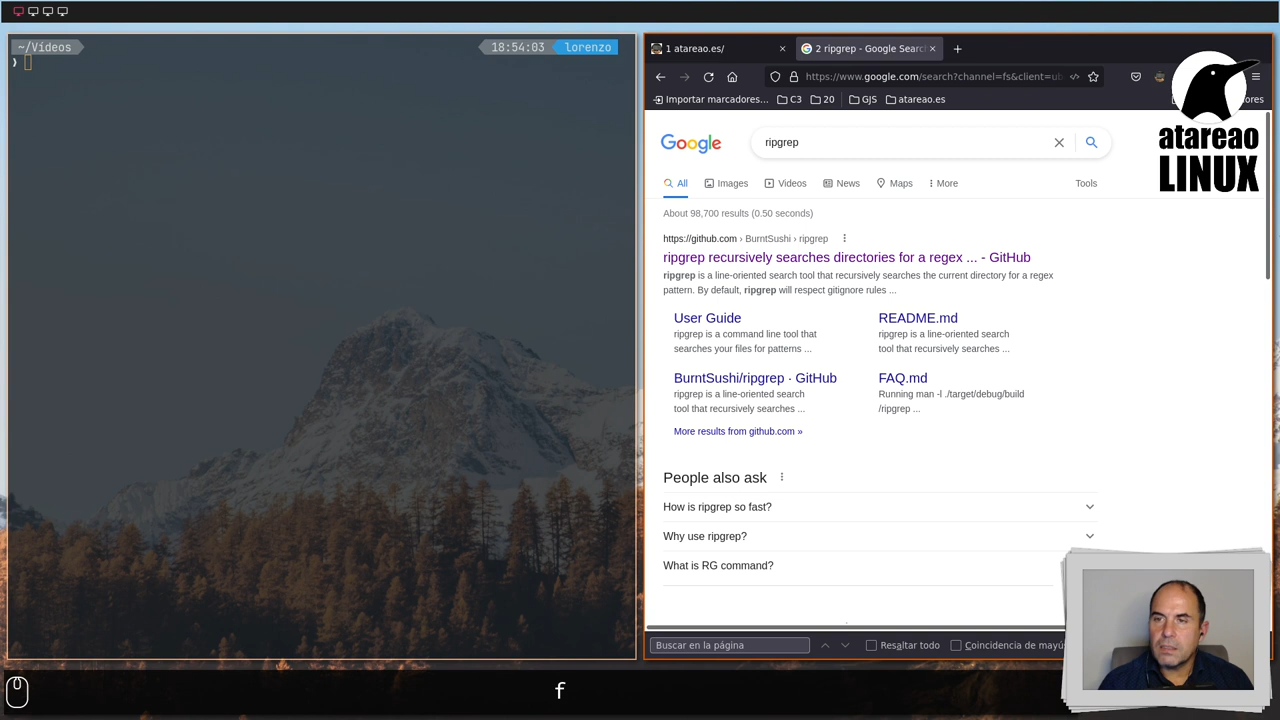 ~/Vídeos
18:54:03
lorenzo
1 atareao.es/
2 ripgrep - Google Searc
https://www.google.com/search?channel=fs&client=ub
Importar marcadores...
C3
20
GJS
atareao.es
ores
atareao
LINUX
Google
ripgrep
All
Images
Videos
News
Maps
More
Tools
About 98,700 results (0.50 seconds)
https://github.com › BurntSushi › ripgrep
ripgrep recursively searches directories for a regex ... - GitHub
ripgrep is a line-oriented search tool that recursively searches the current directory for a regex
pattern. By default, ripgrep will respect gitignore rules ...
User Guide
ripgrep is a command line tool that
searches your files for patterns ...
README.md
ripgrep is a line-oriented search
tool that recursively searches ...
BurntSushi/ripgrep · GitHub
ripgrep is a line-oriented search
tool that recursively searches ...
FAQ.md
Running man -l ./target/debug/build
/ripgrep ...
More results from github.com »
People also ask
How is ripgrep so fast?
Why use ripgrep?
What is RG command?
Buscar en la página
Resaltar todo
Coincidencia de mayú
f